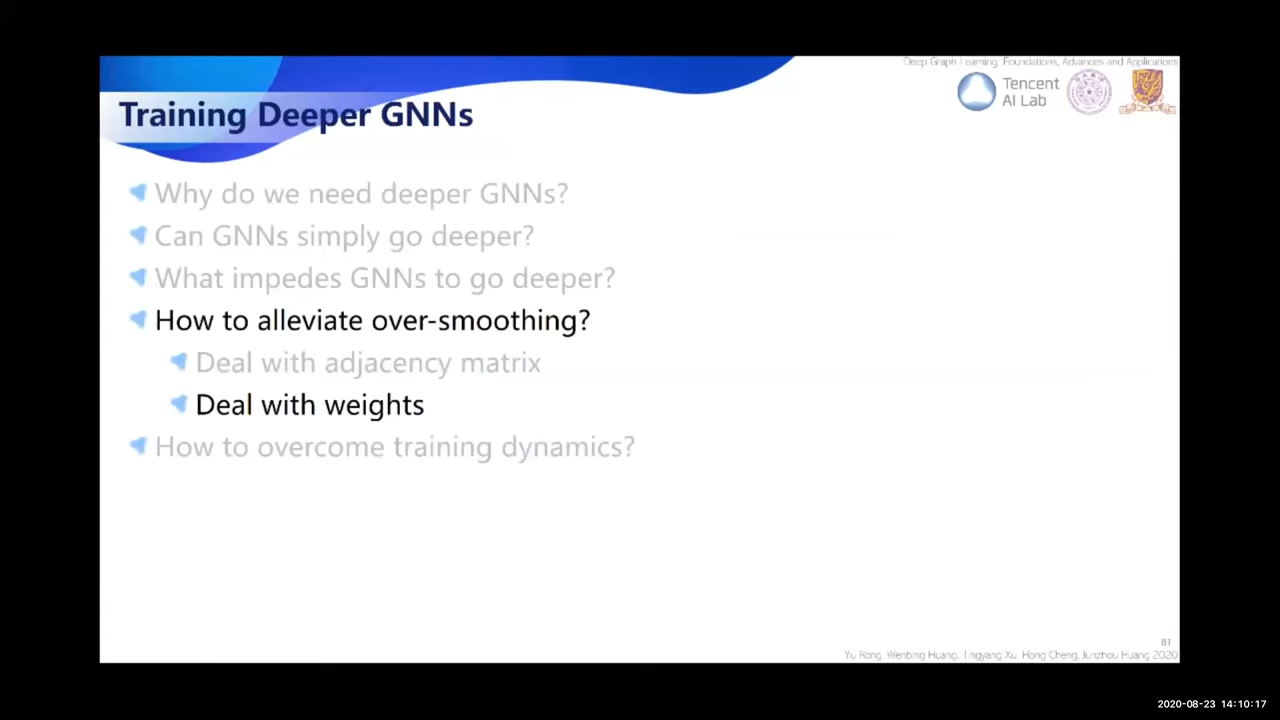 Deep Graph Learning: Foundations, Advances and Applications
Tencent
AI Lab
Training Deeper GNNs
Why do we need deeper GNNs?
Can GNNs simply go deeper?
What impedes GNNs to go deeper?
How to alleviate over-smoothing?
Deal with adjacency matrix
Deal with weights
How to overcome training dynamics?
81
Yu Rong, Wenbing Huang, Tingyang Xu, Hong Cheng, Junzhou Huang 2020
2020-08-23 14:10:17